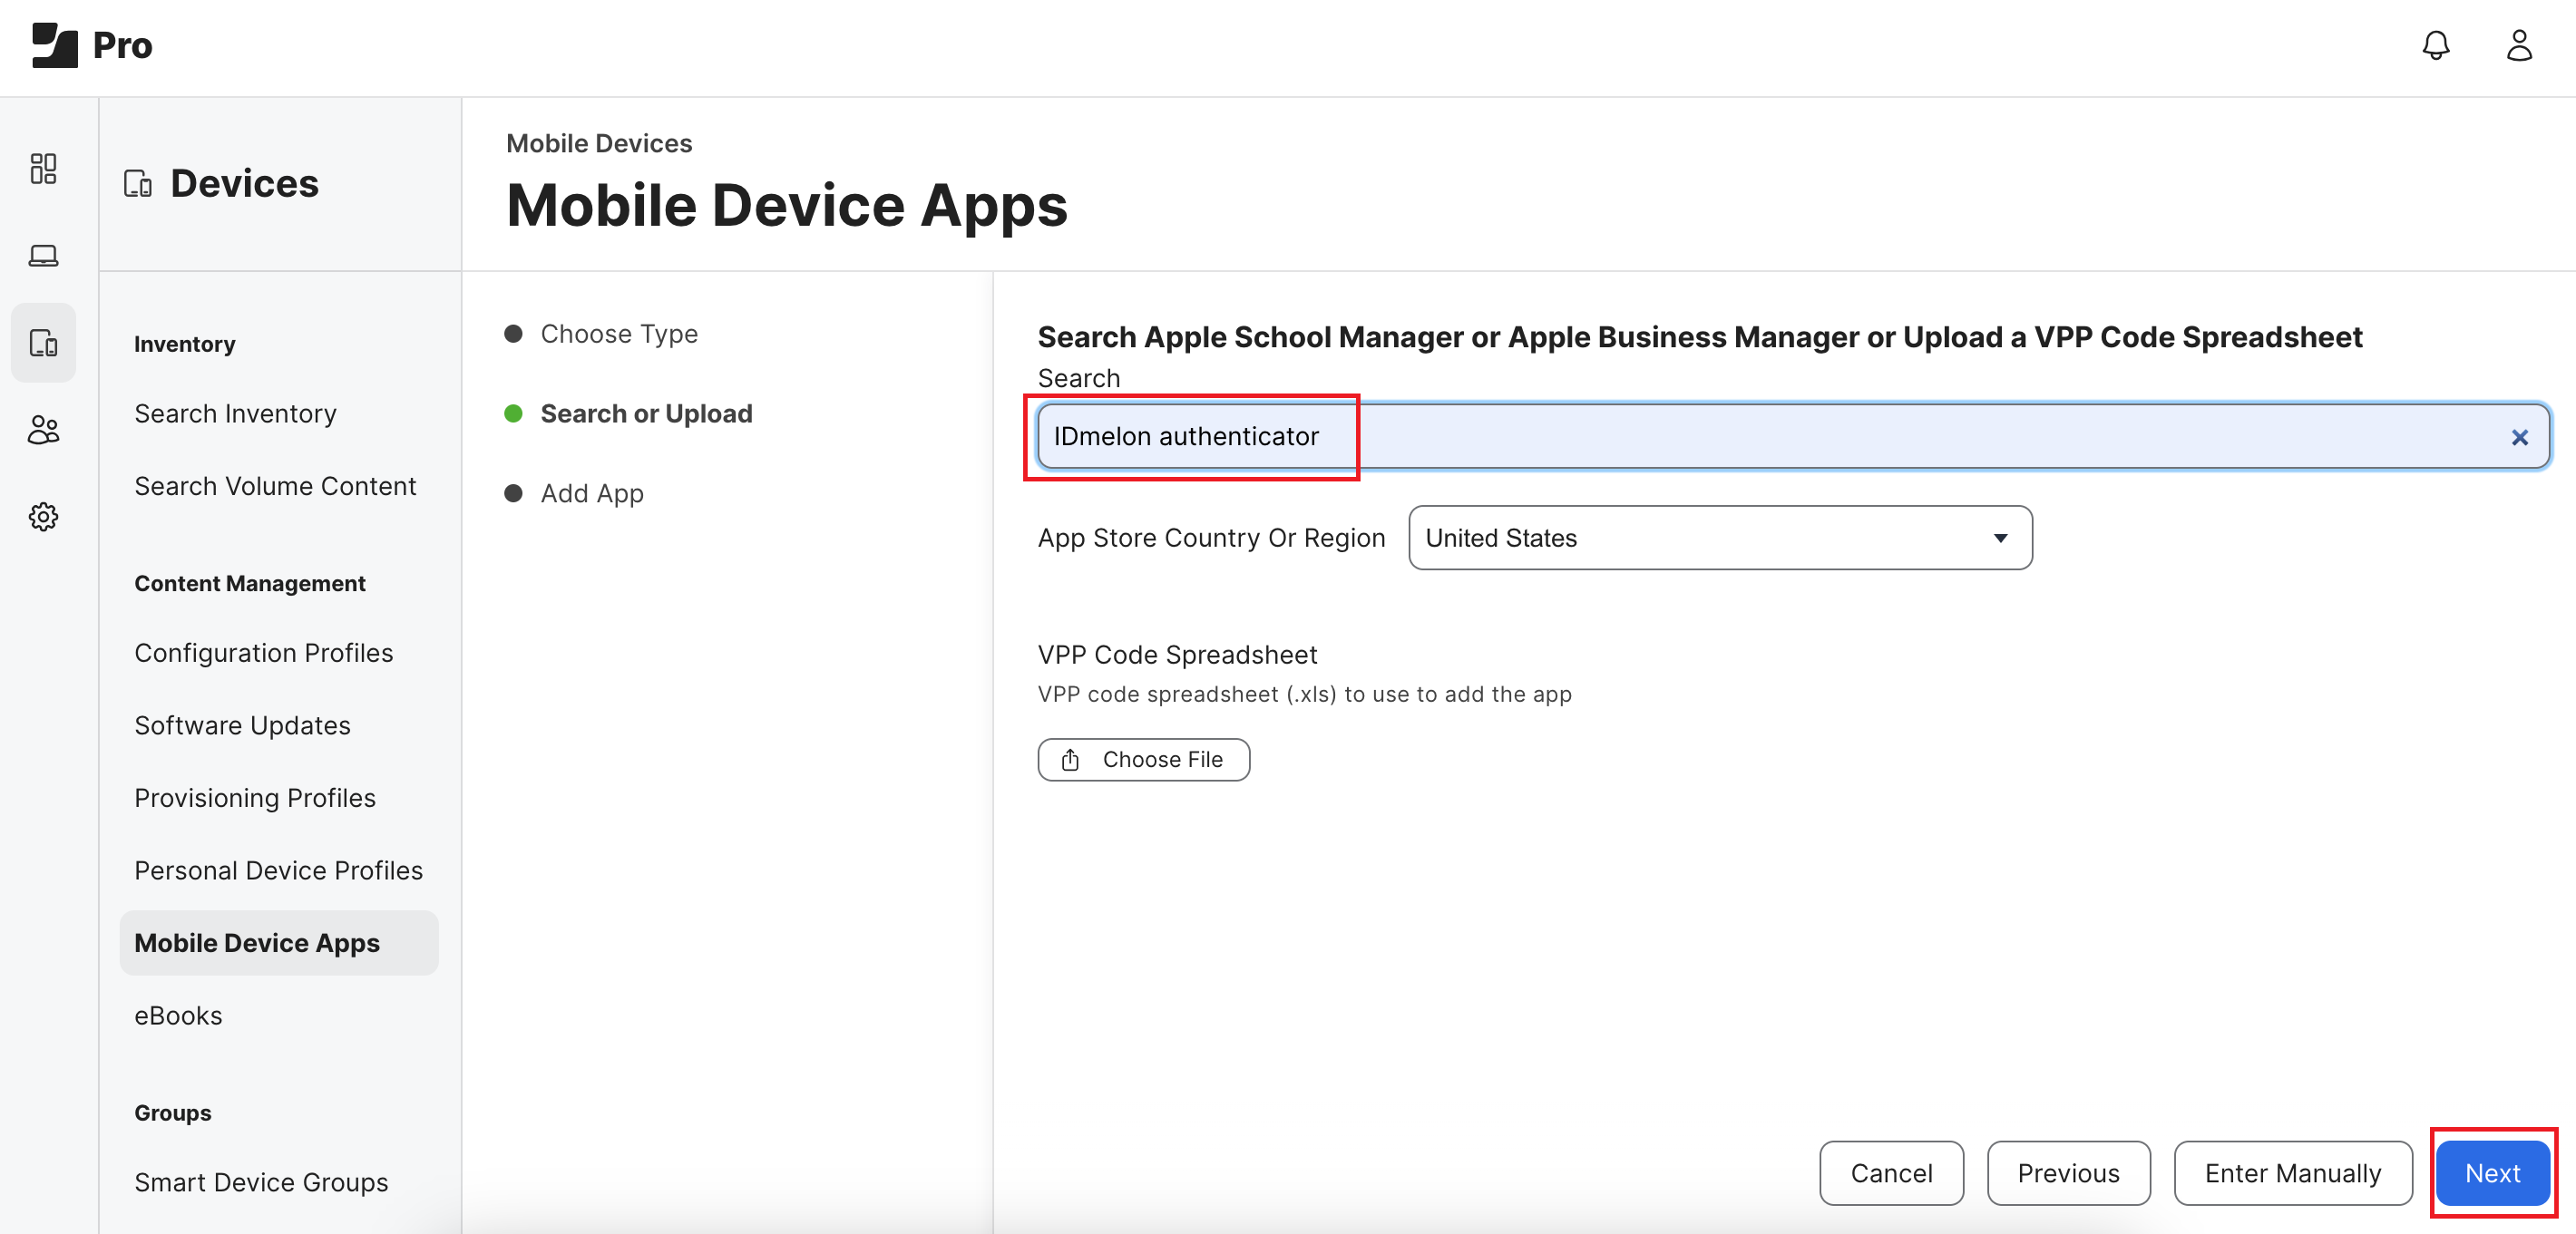 Pro
Devices
Inventory
Search Inventory
Search Volume Content
Content Management
Configuration Profiles
Software Updates
Provisioning Profiles
Personal Device Profiles
Mobile Device Apps
eBooks
Groups
Smart Device Groups
Mobile Devices
Mobile Device Apps
Choose Type
Search or Upload
Add App
Search Apple School Manager or Apple Business Manager or Upload a VPP Code Spreadsheet
Search
IDmelon authenticator
App Store Country Or Region United States
VPP Code Spreadsheet
VPP code spreadsheet (.xls) to use to add the app
Choose File
Cancel Previous Enter Manually Next